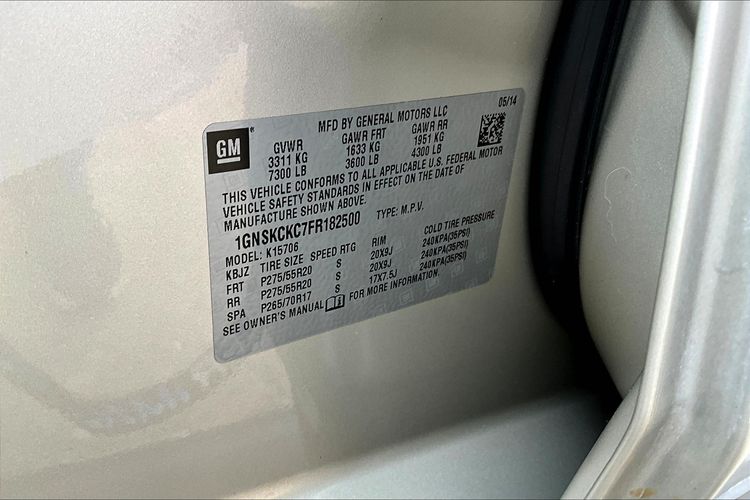 MFD BY GENERAL MOTORS LLC 05/14
GM®
GVWR GAWR FRT GAWR RR
3311 KG 1633 KG 1951 KG
7300 LB 3600 LB 4300 LB
THIS VEHICLE CONFORMS TO ALL APPLICABLE U.S. FEDERAL MOTOR
VEHICLE SAFETY STANDARDS IN EFFECT ON THE DATE OF
MANUFACTURE SHOWN ABOVE.
1GNSKCKC7FR182500 TYPE: M.P.V.
MODEL: K15706
KBJZ TIRE SIZE SPEED RTG RIM COLD TIRE PRESSURE
FRT P275/55R20 S 20X9J 240KPA(35PSI)
RR P275/55R20 S 20X9J 240KPA(35PSI)
SPA P265/70R17 S 17X7.5J 240KPA(35PSI)
SEE OWNER'S MANUAL FOR MORE INFORMATION.